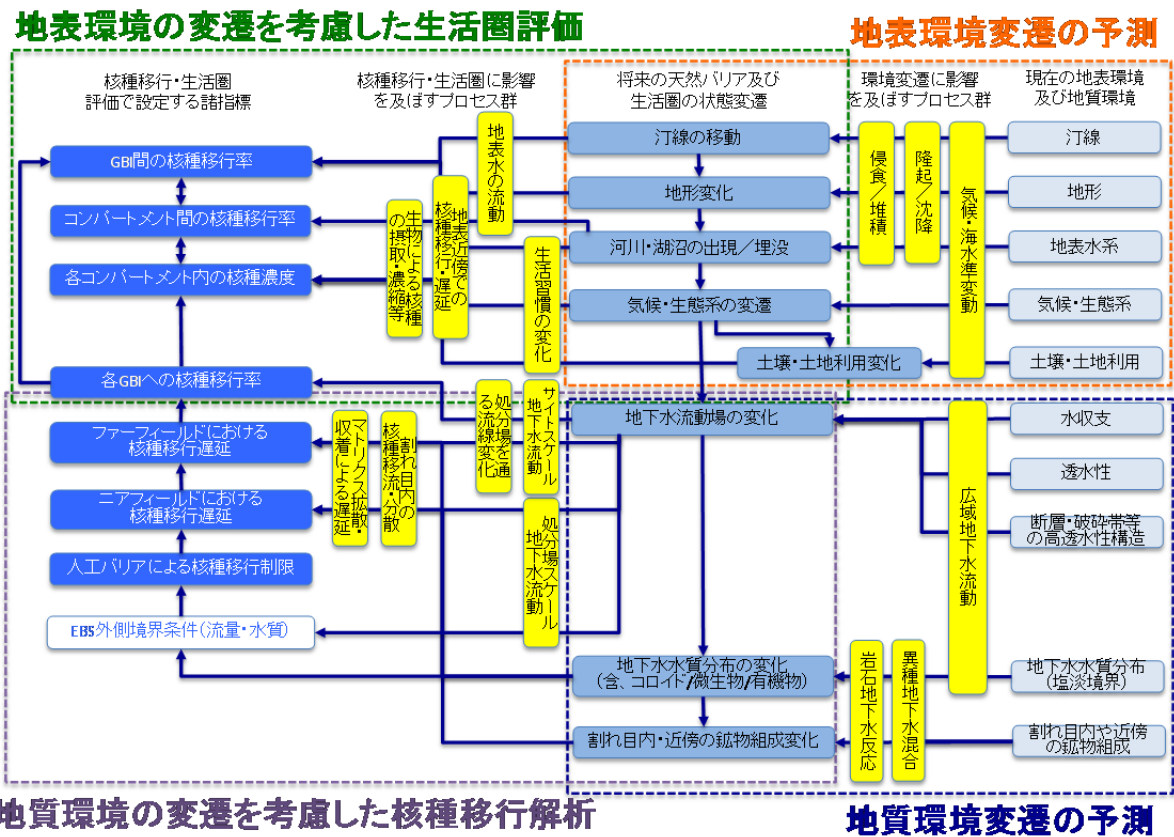 地表環境の変遷を考慮した生活圏評価
地表環境変遷の予測
核種移行・生活圏
評価で設定する諸指標
核種移行・生活圏に影響
を及ぼすプロセス群
将来の天然バリア及び
生活圏の状態変遷
環境変遷に影響
を及ぼすプロセス群
現在の地表環境
及び地質環境
GBI間の核種移行率
コンパートメント間の核種移行率
各コンパートメント内の核種濃度
各GBIへの核種移行率
ファーフィールドにおける
核種移行遅延
ニアフィールドにおける
核種移行遅延
人工バリアによる核種移行制限
EBS外側境界条件(流量・水質)
地表水の流動
地表近傍での
核種移行・遅延
生物による核種
の摂取・濃縮等
生活習慣の変化
サイトスケール
地下水流動
処分場を通
る流線変化
割れ目内の
核種移流・分散
マトリクス拡散・
収着による遅延
処分場スケール
地下水流動
汀線の移動
地形変化
河川・湖沼の出現/埋没
気候・生態系の変遷
土壌・土地利用変化
地下水流動場の変化
地下水水質分布の変化
(含、コロイド/微生物/有機物)
割れ目内・近傍の鉱物組成変化
侵食/堆積
隆起/沈降
気候・海水準変動
広域地下水流動
岩石地下水反応
異種地下水混合
汀線
地形
地表水系
気候・生態系
土壌・土地利用
水収支
透水性
断層・破砕帯等
の高透水性構造
地下水水質分布
(塩淡境界)
割れ目内や近傍
の鉱物組成
地質環境の変遷を考慮した核種移行解析
地質環境変遷の予測